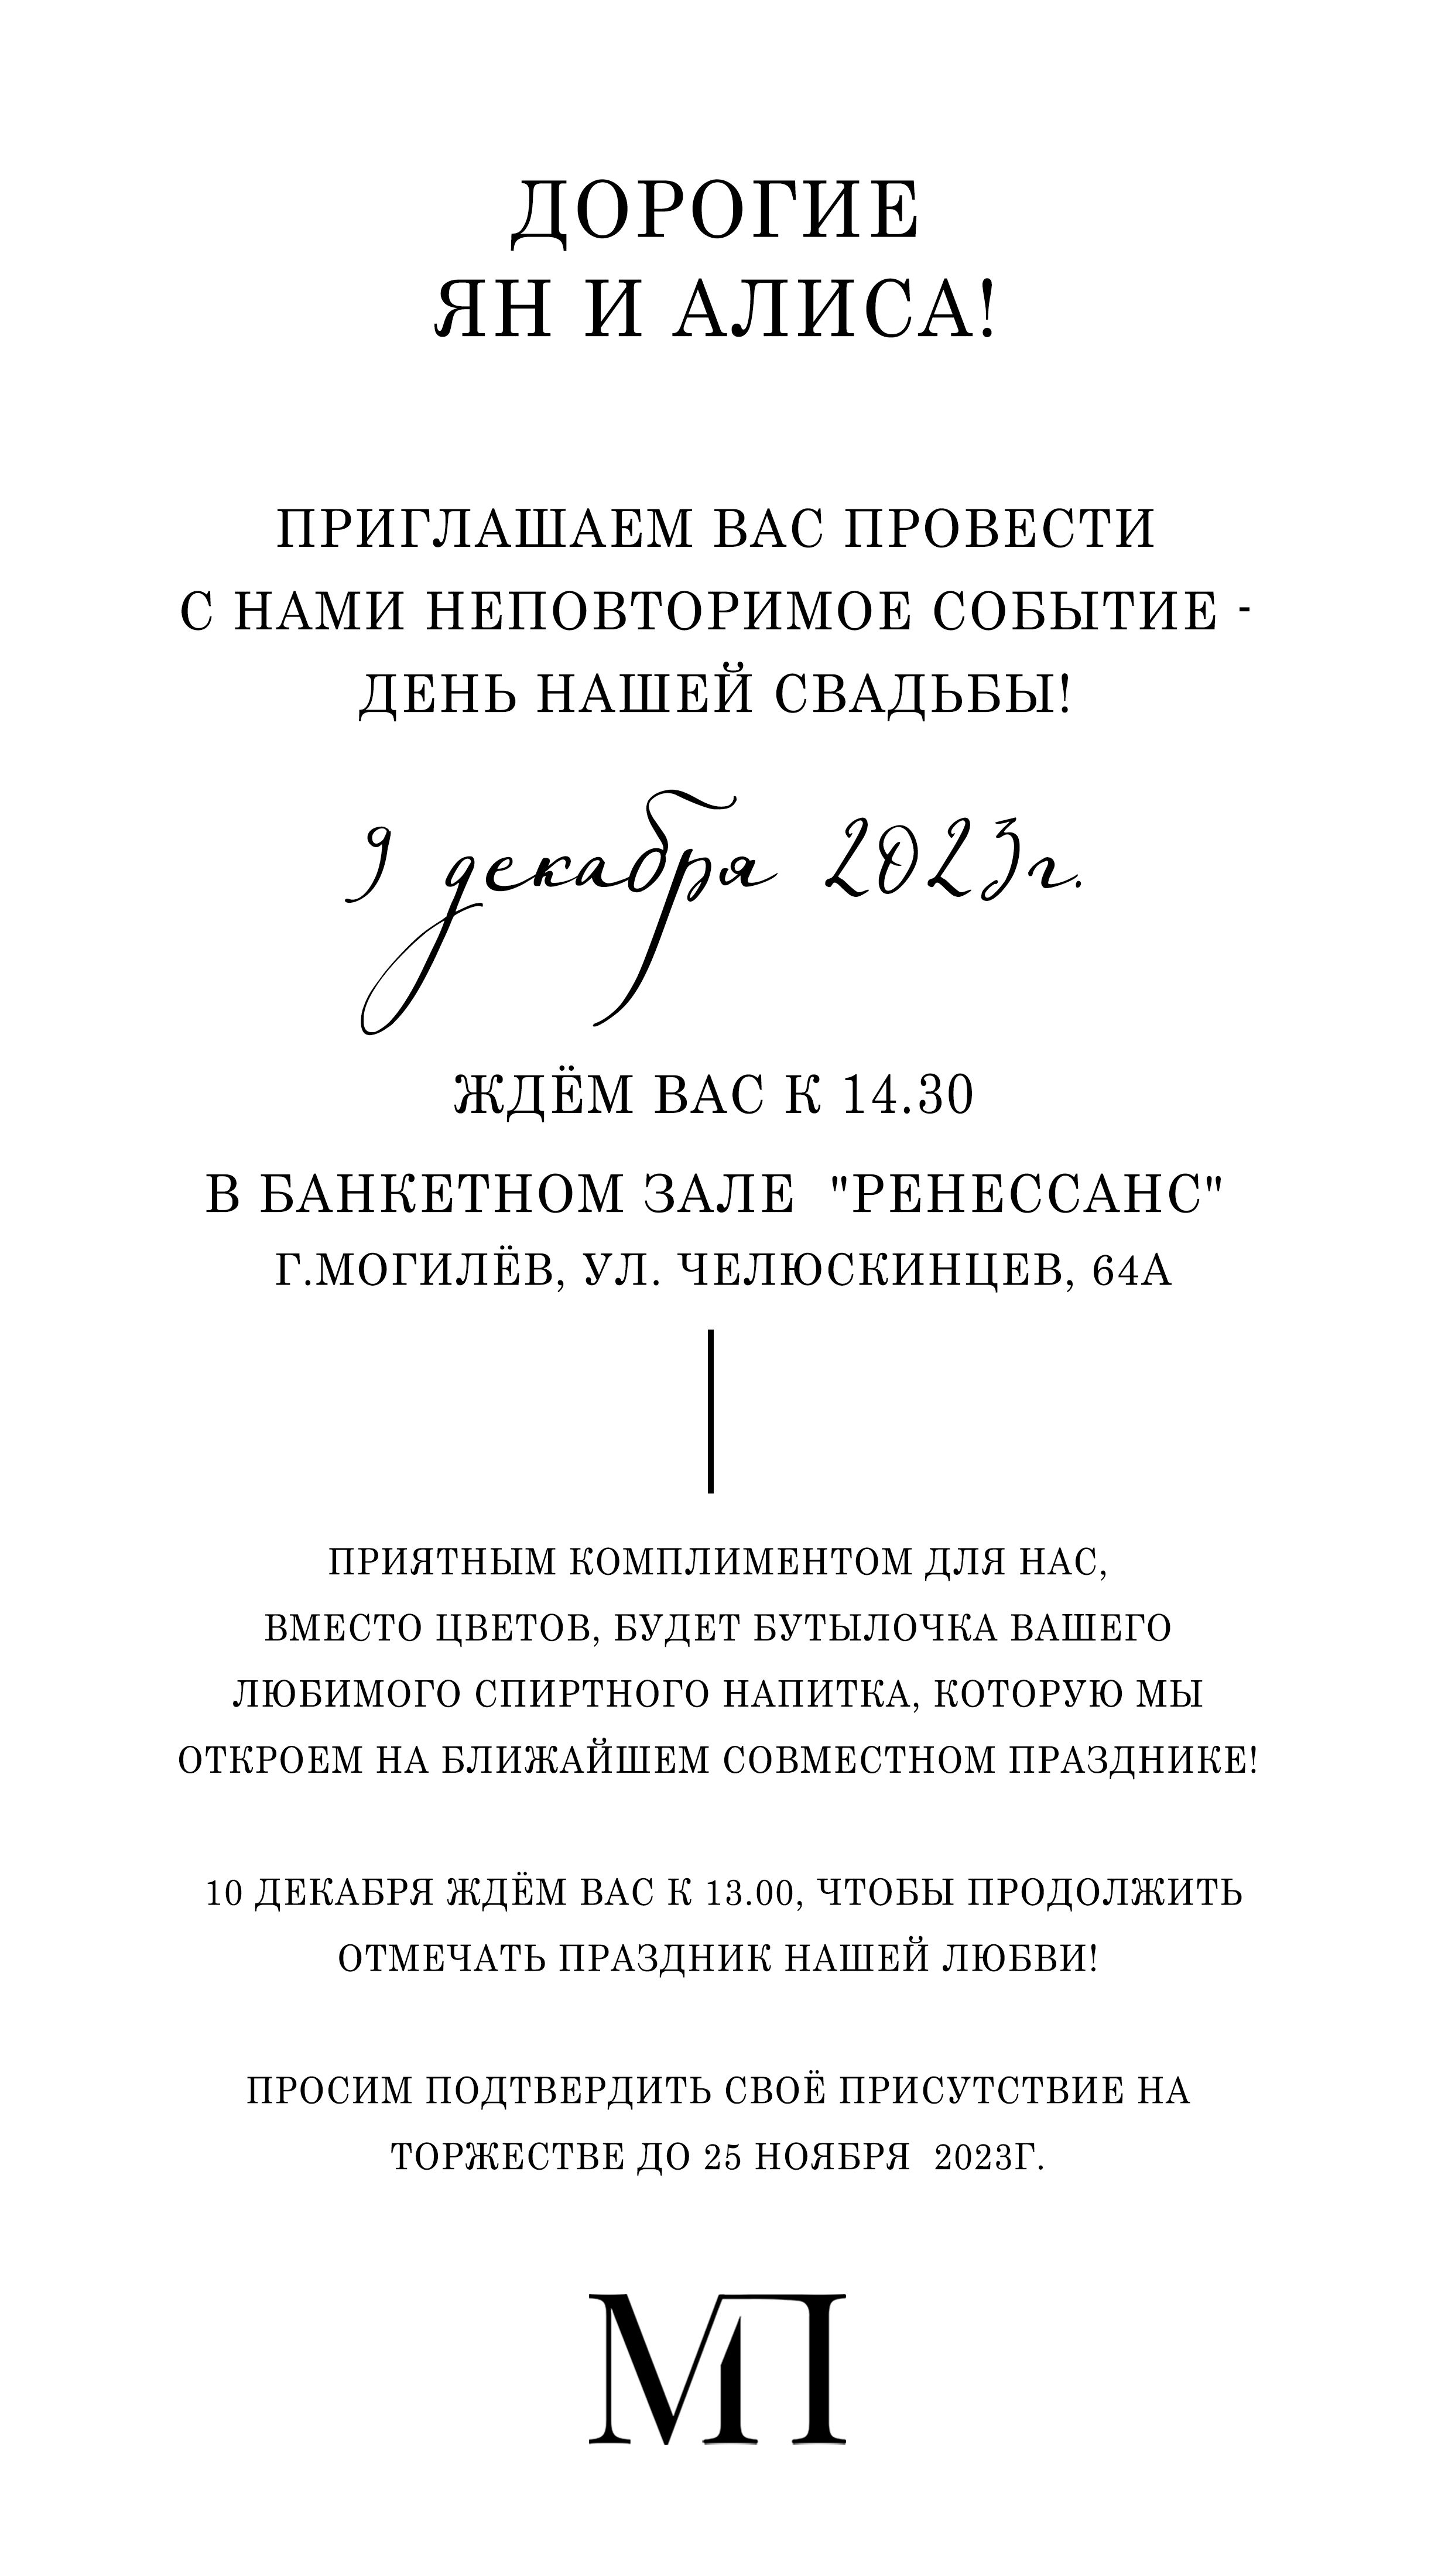 ДОРОГИЕ
ЯН И АЛИСА!
ПРИГЛАШАЕМ ВАС ПРОВЕСТИ
С НАМИ НЕПОВТОРИМОЕ СОБЫТИЕ -
ДЕНЬ НАШЕЙ СВАДЬБЫ!
9 декабря 2023г.
ЖДЁМ ВАС К 14.30
В БАНКЕТНОМ ЗАЛЕ "РЕНЕССАНС"
Г.МОГИЛЁВ, УЛ. ЧЕЛЮСКИНЦЕВ, 64А
ПРИЯТНЫМ КОМПЛИМЕНТОМ ДЛЯ НАС,
ВМЕСТО ЦВЕТОВ, БУДЕТ БУТЫЛОЧКА ВАШЕГО
ЛЮБИМОГО СПИРТНОГО НАПИТКА, КОТОРУЮ МЫ
ОТКРОЕМ НА БЛИЖАЙШЕМ СОВМЕСТНОМ ПРАЗДНИКЕ!
10 ДЕКАБРЯ ЖДЁМ ВАС К 13.00, ЧТОБЫ ПРОДОЛЖИТЬ
ОТМЕЧАТЬ ПРАЗДНИК НАШЕЙ ЛЮБВИ!
ПРОСИМ ПОДТВЕРДИТЬ СВОЁ ПРИСУТСТВИЕ НА
ТОРЖЕСТВЕ ДО 25 НОЯБРЯ 2023Г.
МП